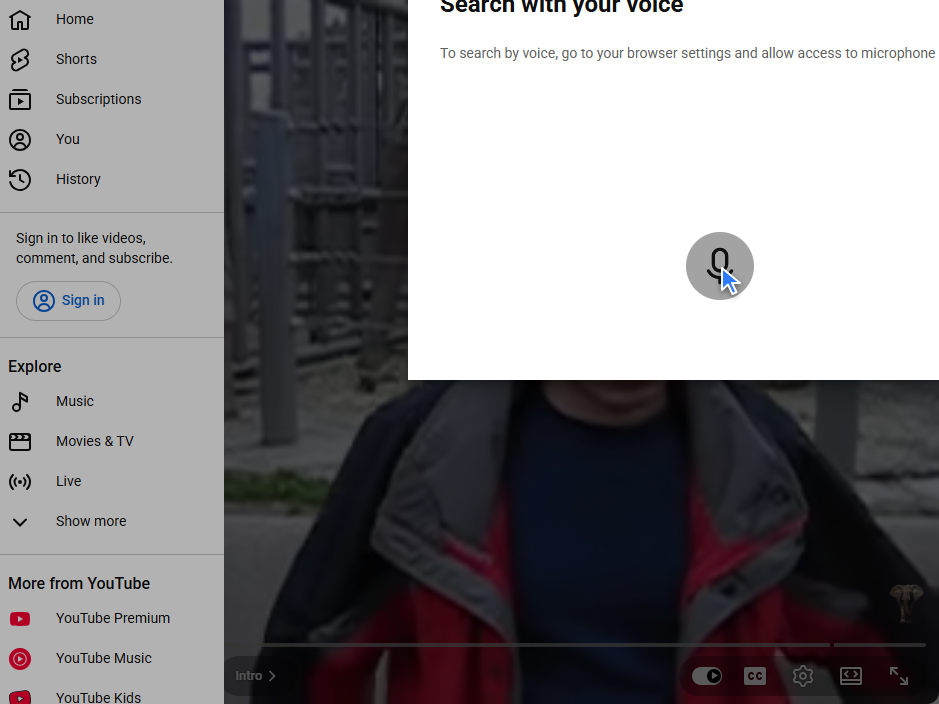 Search with your voice
To search by voice, go to your browser settings and allow access to microphone
Home
Shorts
Subscriptions
You
History
Sign in to like videos,
comment, and subscribe.
Sign in
Explore
Music
Movies & TV
Live
Show more
More from YouTube
YouTube Premium
YouTube Music
YouTube Kids
Intro
CC